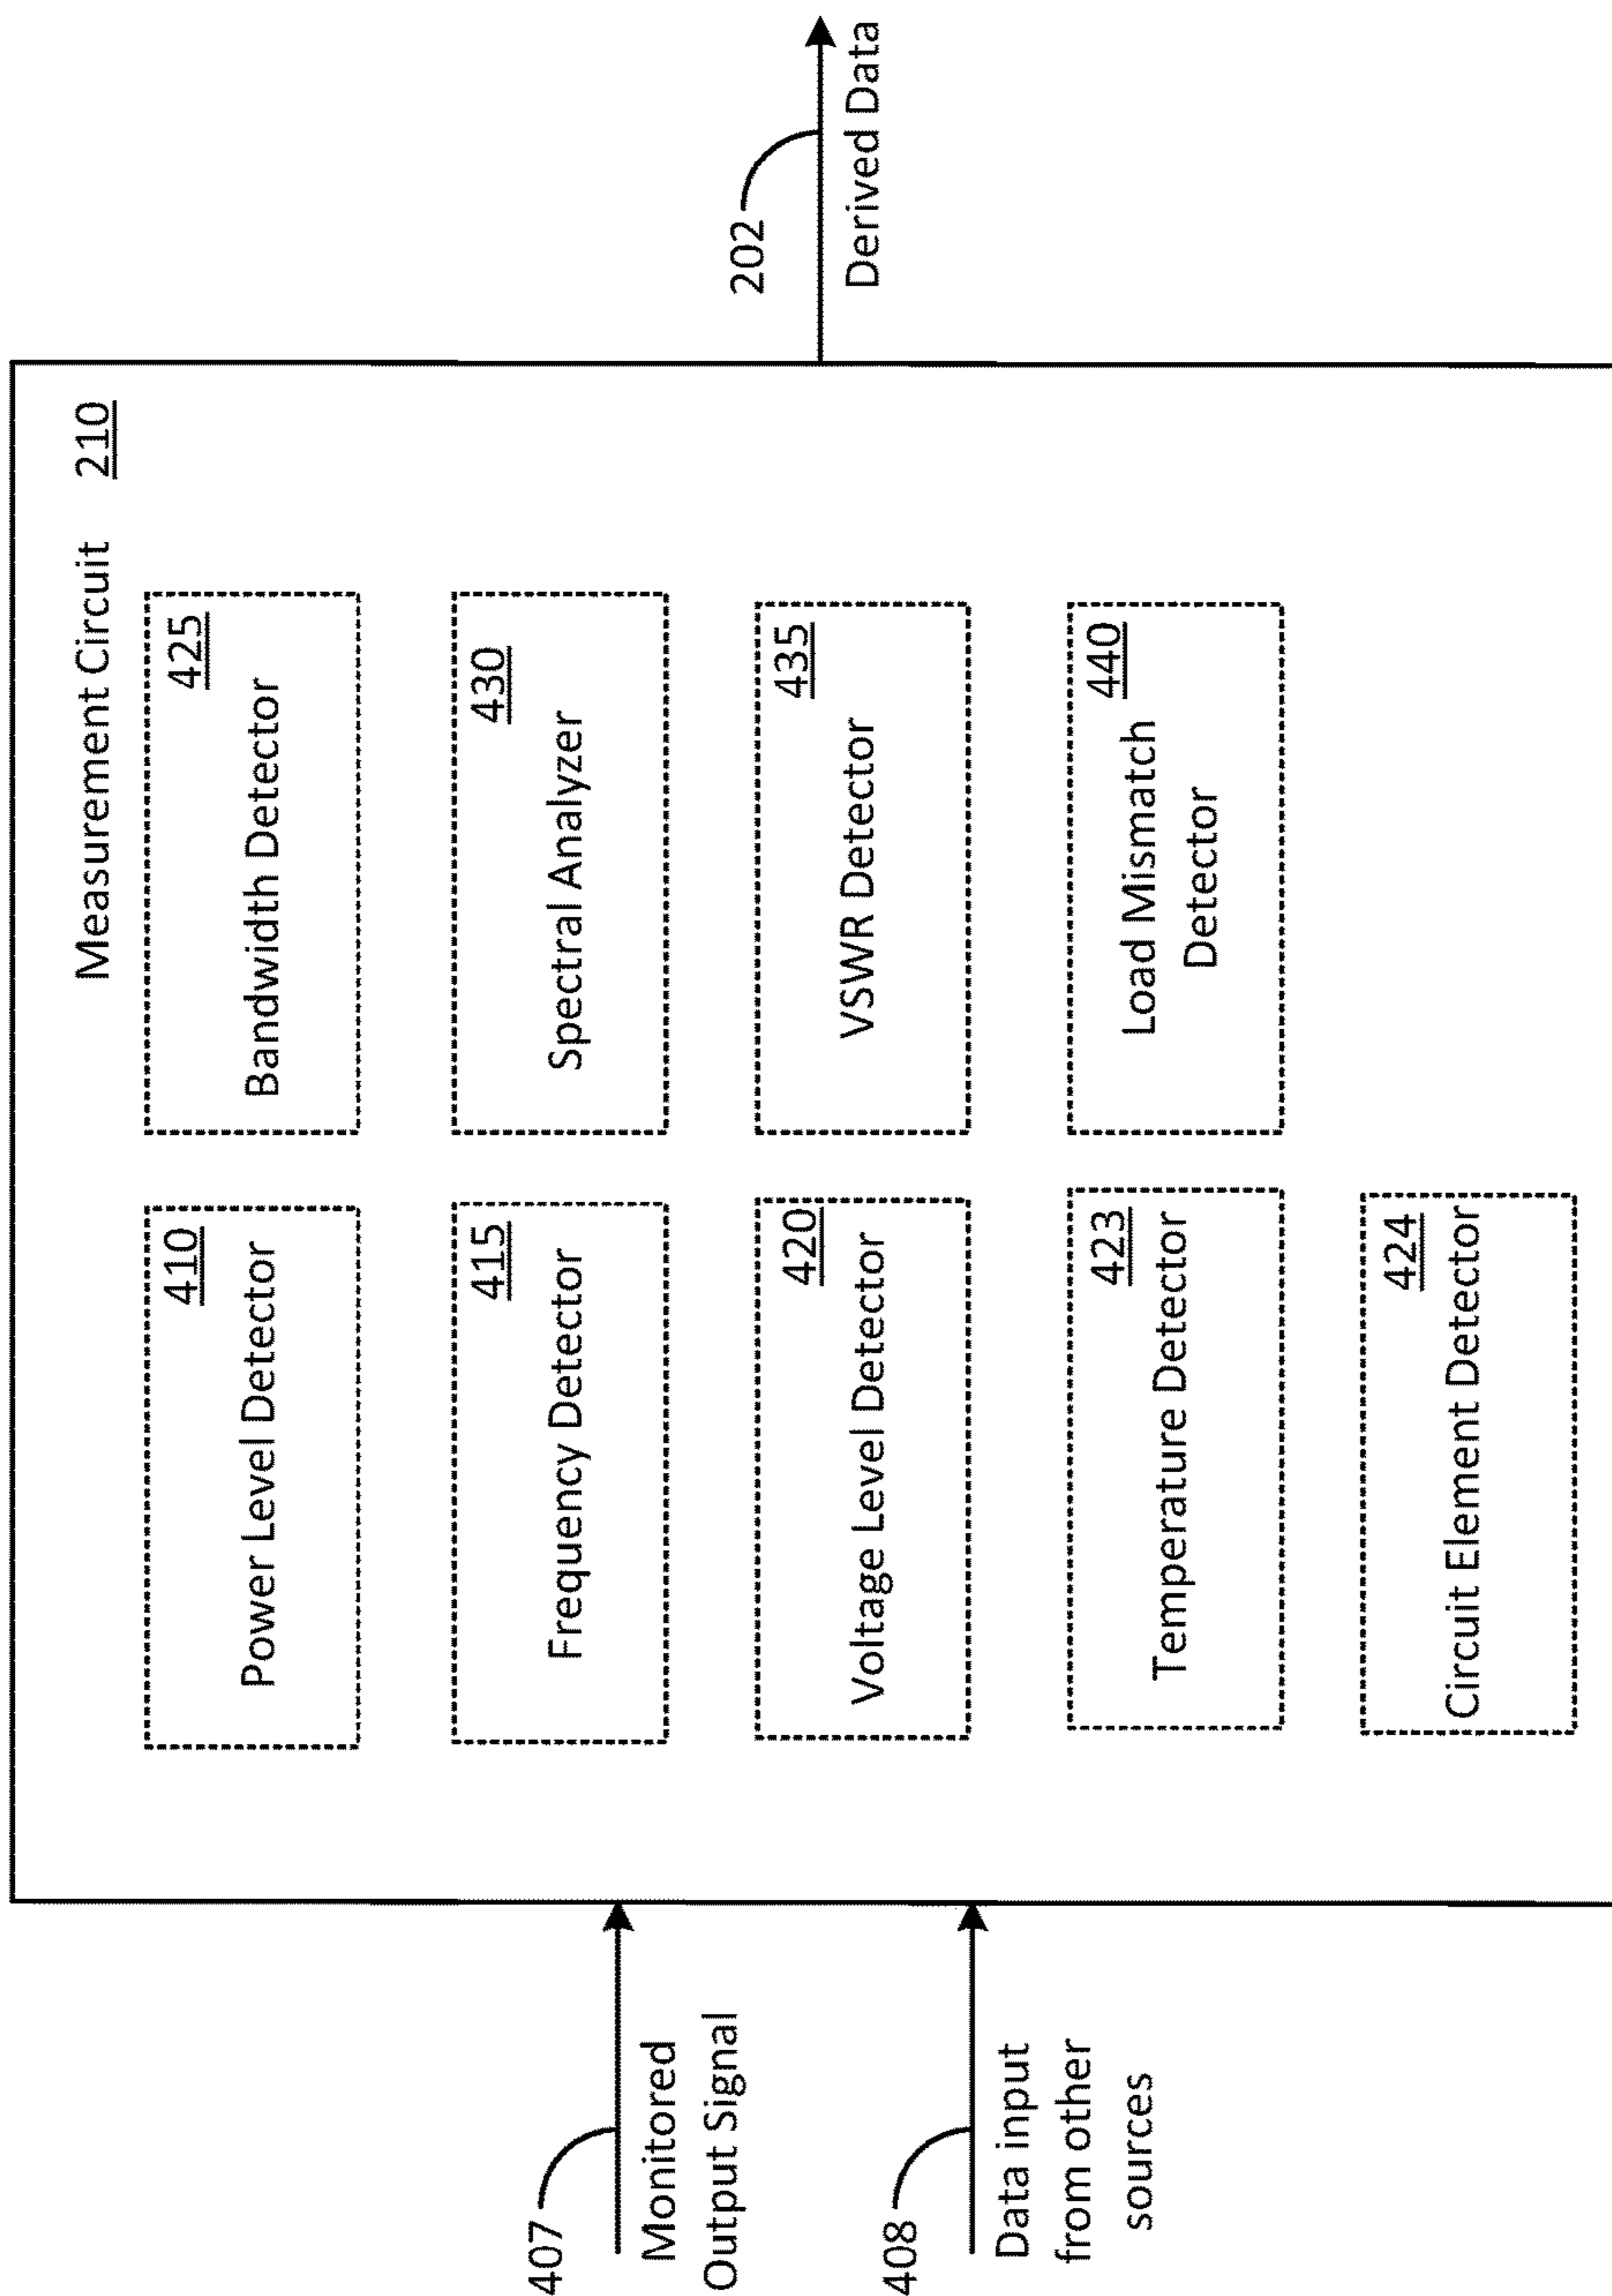 Measurement Circuit 210
410
Power Level Detector
425
Bandwidth Detector
415
Frequency Detector
430
Spectral Analyzer
420
Voltage Level Detector
435
VSWR Detector
423
Temperature Detector
440
Load Mismatch
Detector
424
Circuit Element Detector
407
Monitored
Output Signal
408
Data input
from other
sources
202
Derived Data